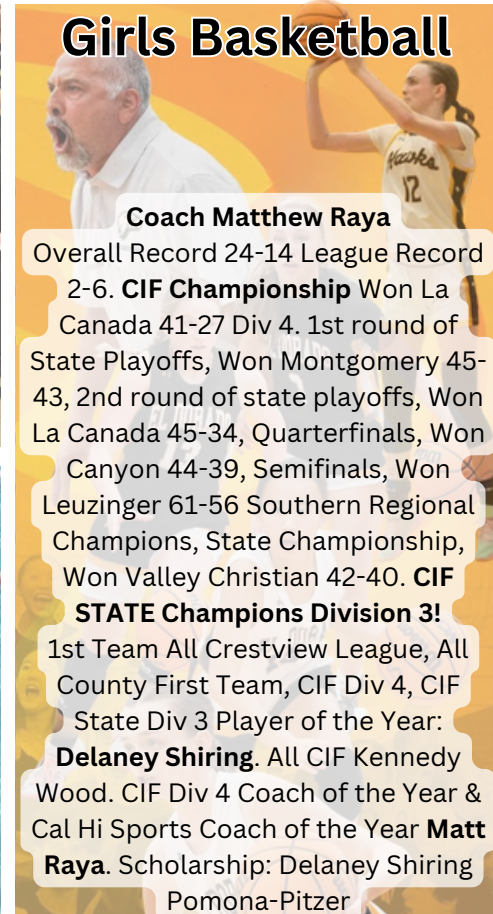 Girls Basketball
Hawks
12
Coach Matthew Raya
Overall Record 24-14 League Record
2-6. CIF Championship Won La
Canada 41-27 Div 4. 1st round of
State Playoffs, Won Montgomery 45-
43, 2nd round of state playoffs, Won
La Canada 45-34, Quarterfinals, Won
Canyon 44-39, Semifinals, Won
Leuzinger 61-56 Southern Regional
Champions, State Championship,
Won Valley Christian 42-40. CIF
STATE Champions Division 3!
1st Team All Crestview League, All
County First Team, CIF Div 4, CIF
State Div 3 Player of the Year:
Delaney Shiring. All CIF Kennedy
Wood. CIF Div 4 Coach of the Year &
Cal Hi Sports Coach of the Year Matt
Raya. Scholarship: Delaney Shiring
Pomona-Pitzer